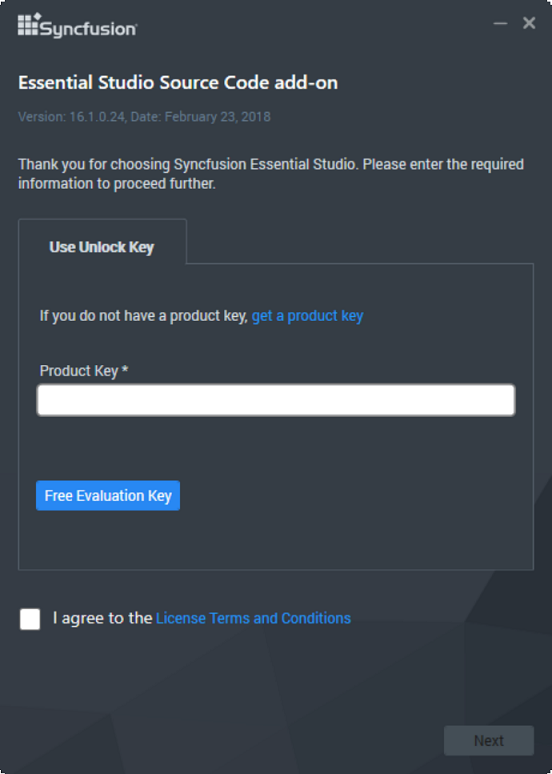 Syncfusion
Essential Studio Source Code add-on
Version: 16.1.0.24, Date: February 23, 2018
Thank you for choosing Syncfusion Essential Studio. Please enter the required
information to proceed further.
Use Unlock Key
If you do not have a product key, get a product key
Product Key *
Free Evaluation Key
I agree to the License Terms and Conditions
Next